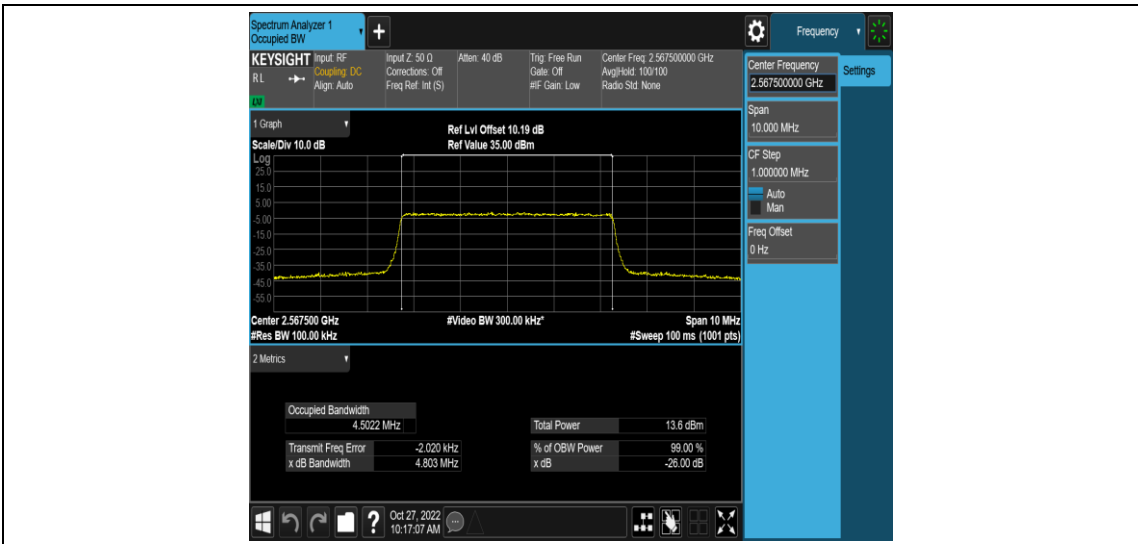 Spectrum Analyzer 1
Occupied BW
+
Frequency
KEYSIGHT
RL
LXI
Input: RF
Coupling: DC
Align: Auto
Input Z: 50 Ω
Corrections: Off
Freq Ref: Int (S)
Atten: 40 dB
Trig: Free Run
Gate: Off
#IF Gain: Low
Center Freq: 2.567500000 GHz
Avg|Hold: 100/100
Radio Std: None
Center Frequency
2.567500000 GHz
Settings
Span
10.000 MHz
CF Step
1.000000 MHz
Auto
Man
Freq Offset
0 Hz
1 Graph
Scale/Div 10.0 dB
Ref Lvl Offset 10.19 dB
Ref Value 35.00 dBm
Log
25.0
15.0
5.00
-5.00
-15.0
-25.0
-35.0
-45.0
-55.0
Center 2.567500 GHz
#Video BW 300.00 kHz*
Span 10 MHz
#Res BW 100.00 kHz
#Sweep 100 ms (1001 pts)
2 Metrics
Occupied Bandwidth
4.5022 MHz
Total Power 13.6 dBm
Transmit Freq Error -2.020 kHz
% of OBW Power 99.00 %
x dB Bandwidth 4.803 MHz
x dB -26.00 dB
?
Oct 27, 2022
10:17:07 AM